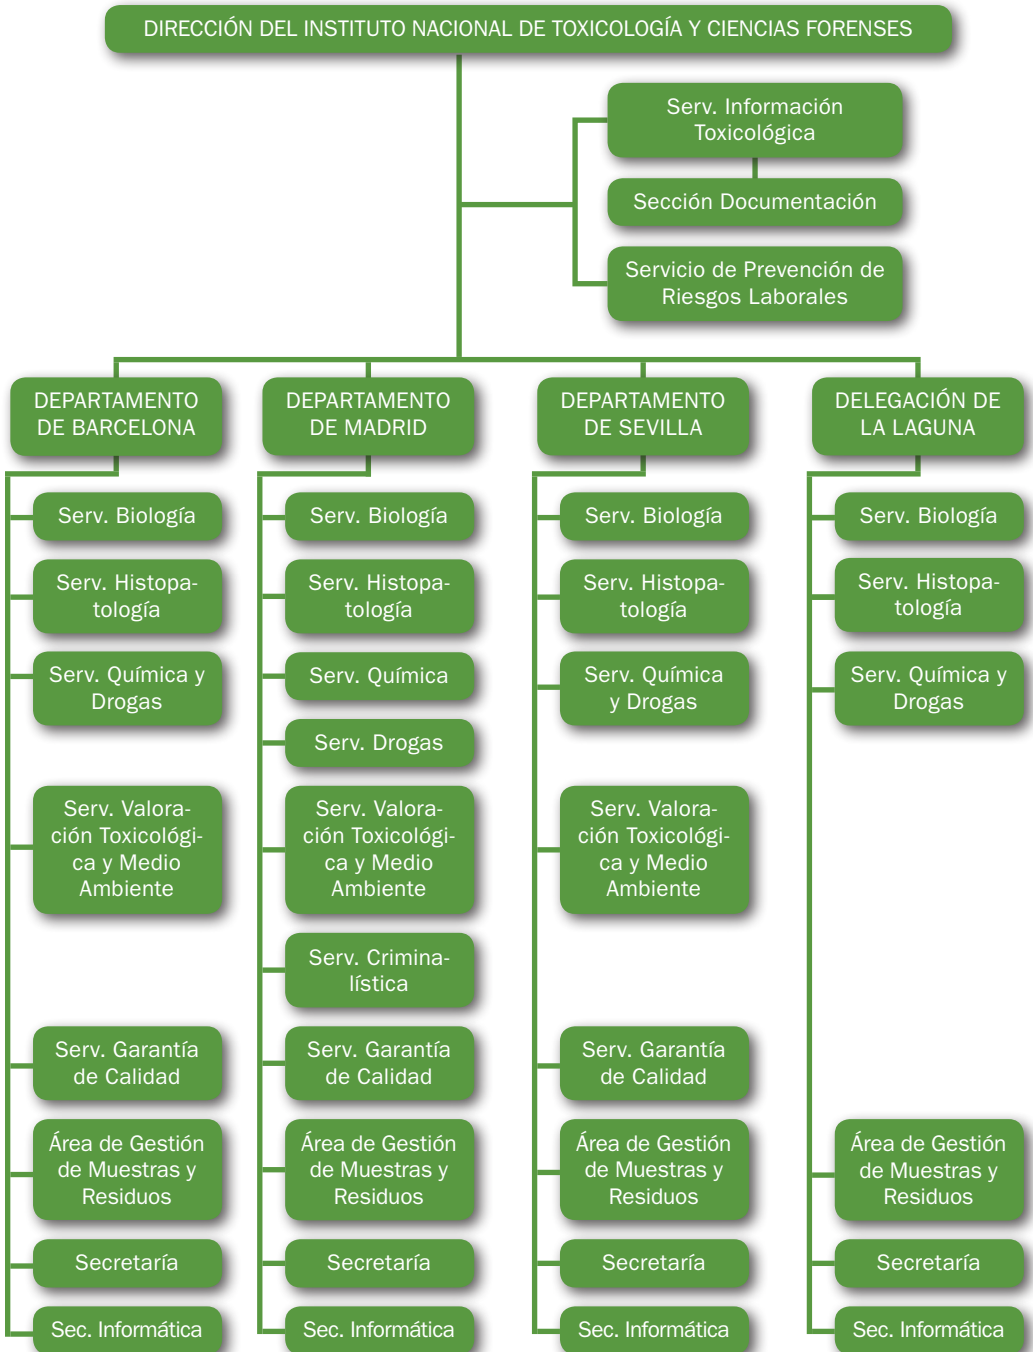 DIRECCIÓN DEL INSTITUTO NACIONAL DE TOXICOLOGÍA Y CIENCIAS FORENSES
Serv. Información
Toxicológica
Sección Documentación
Servicio de Prevención de
Riesgos Laborales
DEPARTAMENTO
DE BARCELONA
Serv. Biología
Serv. Histopa-
tología
Serv. Química y
Drogas
Serv. Valora-
ción Toxicológi-
ca y Medio
Ambiente
Serv. Garantía
de Calidad
Área de Gestión
de Muestras y
Residuos
Secretaría
Sec. Informática
DEPARTAMENTO
DE MADRID
Serv. Biología
Serv. Histopa-
tología
Serv. Química
Serv. Drogas
Serv. Valora-
ción Toxicológi-
ca y Medio
Ambiente
Serv. Crimina-
lística
Serv. Garantía
de Calidad
Área de Gestión
de Muestras y
Residuos
Secretaría
Sec. Informática
DEPARTAMENTO
DE SEVILLA
Serv. Biología
Serv. Histopa-
tología
Serv. Química
y Drogas
Serv. Valora-
ción Toxicológi-
ca y Medio
Ambiente
Serv. Garantía
de Calidad
Área de Gestión
de Muestras y
Residuos
Secretaría
Sec. Informática
DELEGACIÓN DE
LA LAGUNA
Serv. Biología
Serv. Histopa-
tología
Serv. Química y
Drogas
Área de Gestión
de Muestras y
Residuos
Secretaría
Sec. Informática